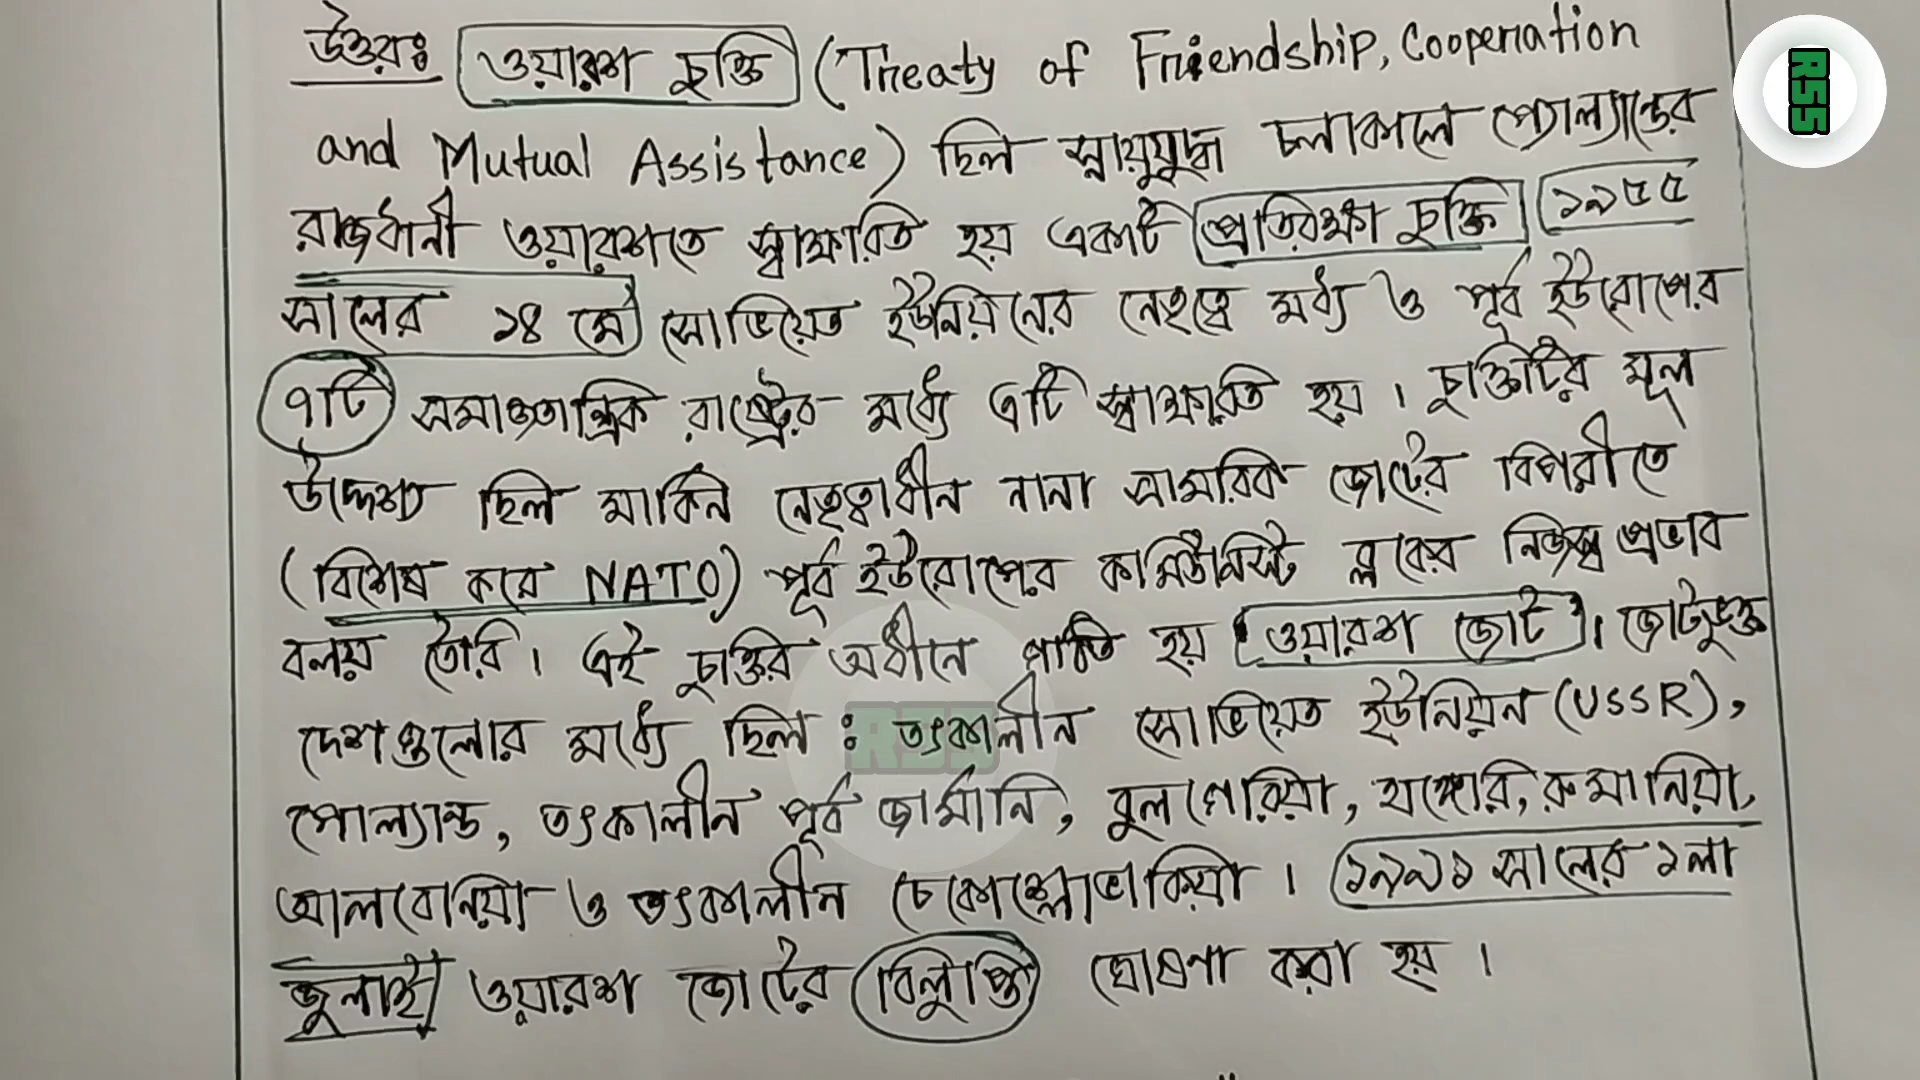 উত্তরঃ ওয়ারশ চুক্তি (Treaty of Friendship, Cooperation
and Mutual Assistance) ছিল স্নায়ুযুদ্ধ চলাকালে পোল্যান্ডের
রাজধানী ওয়ারশতে স্বাক্ষরিত হয় একটি প্রতিরক্ষা চুক্তি ১৯৫৫
সালের ১৪ মে সোভিয়েত ইউনিয়নের নেতৃত্বে মধ্য ও পূর্ব ইউরোপের
৭টি সমাজতান্ত্রিক রাষ্ট্রের মধ্যে এটি স্বাক্ষরিত হয়। চুক্তিটির মূল
উদ্দেশ্য ছিল মার্কিন নেতৃত্বাধীন নানা সামরিক জোটের বিপরীতে
(বিশেষ করে NATO) পূর্ব ইউরোপের কমিউনিস্ট ব্লকের নিজস্ব প্রভাব
বলয় তৈরি। এই চুক্তির অধীনে গঠিত হয় ওয়ারশ জোট। জোটভুক্ত
দেশগুলোর মধ্যে ছিল : তৎকালীন সোভিয়েত ইউনিয়ন (USSR),
পোল্যান্ড, তৎকালীন পূর্ব জার্মানি, বুলগেরিয়া, হাঙ্গেরি, রুমানিয়া,
আলবেনিয়া ও তৎকালীন চেকোশ্লোভাকিয়া। ১৯৯১ সালের ১লা
জুলাই ওয়ারশ জোটের বিলুপ্তি ঘোষণা করা হয়।
RSS
RSS